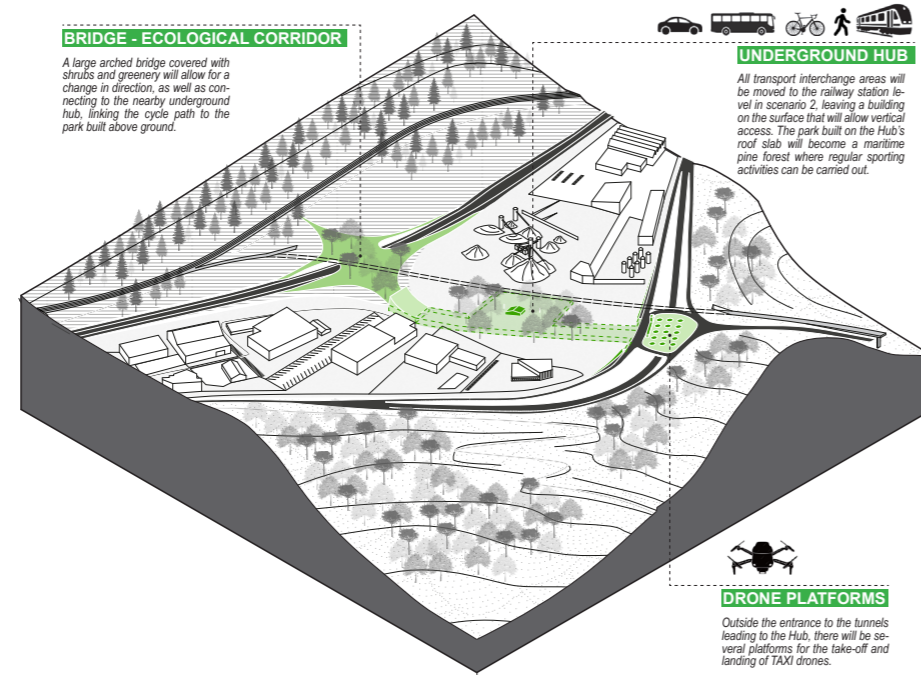 BRIDGE - ECOLOGICAL CORRIDOR
A large arched bridge covered with
shrubs and greenery will allow for a
change in direction, as well as con-
necting to the nearby underground
hub, linking the cycle path to the
park built above ground.
UNDERGROUND HUB
All transport interchange areas will
be moved to the railway station le-
vel in scenario 2, leaving a building
on the surface that will allow vertical
access. The park built on the Hub's
roof slab will become a maritime
pine forest where regular sporting
activities can be carried out.
DRONE PLATFORMS
Outside the entrance to the tunnels
leading to the Hub, there will be se-
veral platforms for the take-off and
landing of TAXI drones.